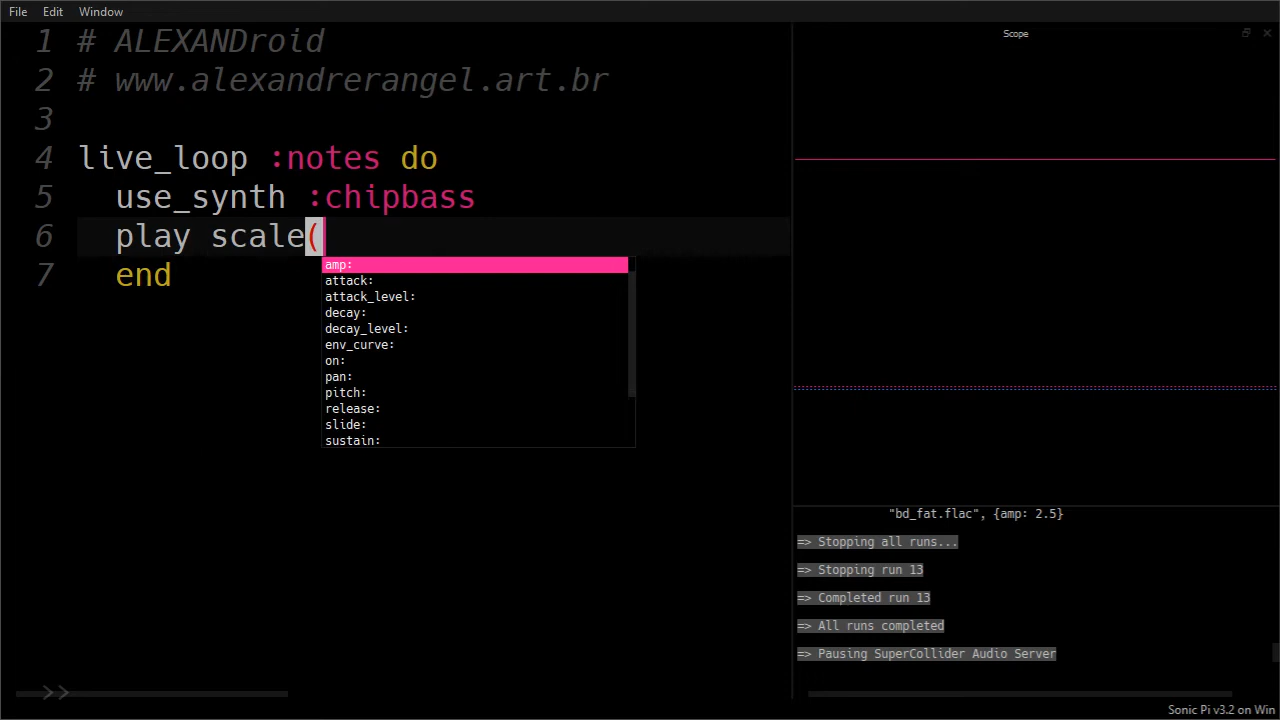 File Edit Window
1 # ALEXANDroid
2 # www.alexandrerangel.art.br
3
4 live_loop :notes do
5 use_synth :chipbass
6 play scale(
7 end
amp:
attack:
attack_level:
decay:
decay_level:
env_curve:
on:
pan:
pitch:
release:
slide:
sustain:
>>
Scope
"bd_fat.flac", {amp: 2.5}
=> Stopping all runs...
=> Stopping run 13
=> Completed run 13
=> All runs completed
=> Pausing SuperCollider Audio Server
Sonic Pi v3.2 on Win